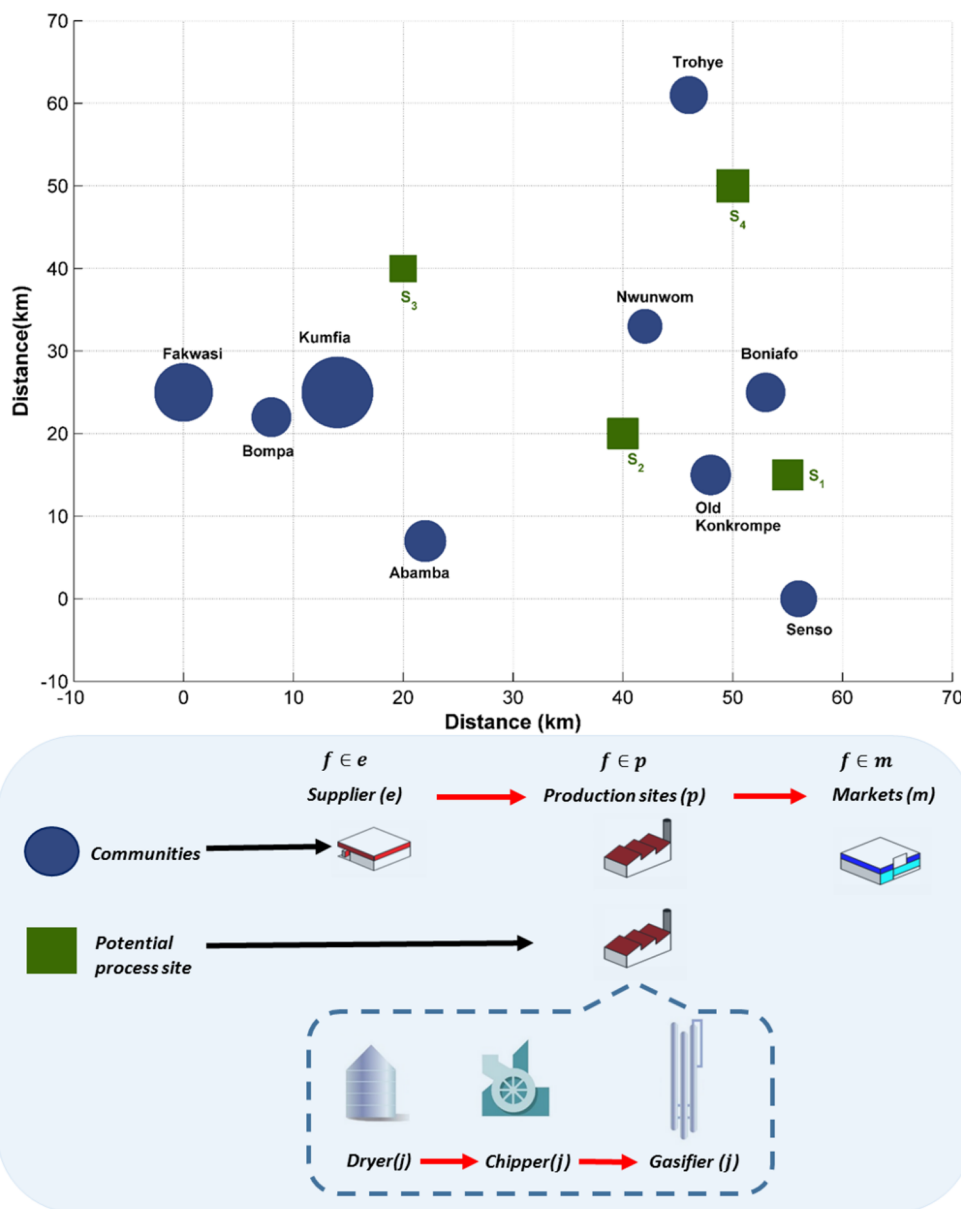 70
60
50
40
30
20
10
0
-10
Distance(km)
Trohye
S4
S3
Nwunwom
Kumfia
Fakwasi
Boniafo
Bompa
S2
S1
Old
Konkrompe
Abamba
Senso
-10 0 10 20 30 40 50 60 70
Distance (km)
f ∈ e f ∈ p f ∈ m
Supplier (e) Production sites (p) Markets (m)
Communities
Potential
process site
Dryer(j) Chipper(j) Gasifier (j)